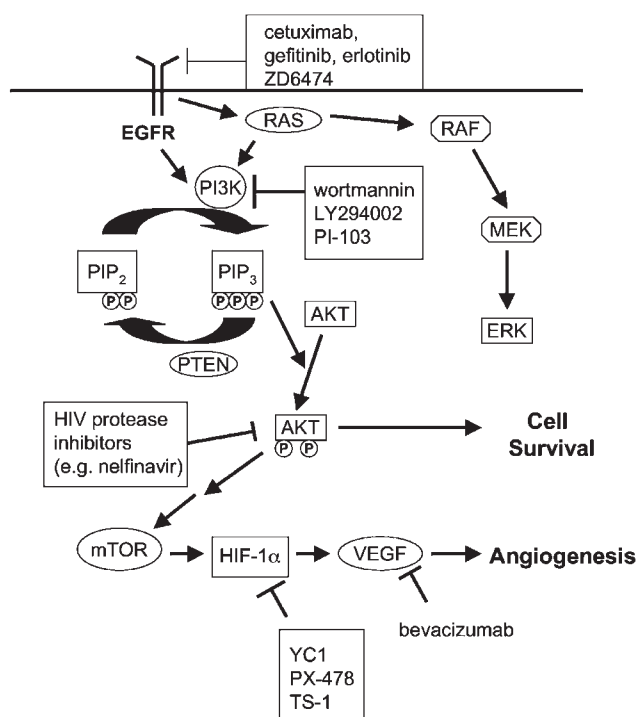 cetuximab,
gefitinib, erlotinib
ZD6474
EGFR
RAS
RAF
PI3K
wortmannin
LY294002
PI-103
MEK
PIP2
P P
PIP3
P P P
AKT
ERK
PTEN
HIV protease
inhibitors
(e.g. nelfinavir)
AKT
P P
Cell
Survival
mTOR
HIF-1α
VEGF
Angiogenesis
bevacizumab
YC1
PX-478
TS-1